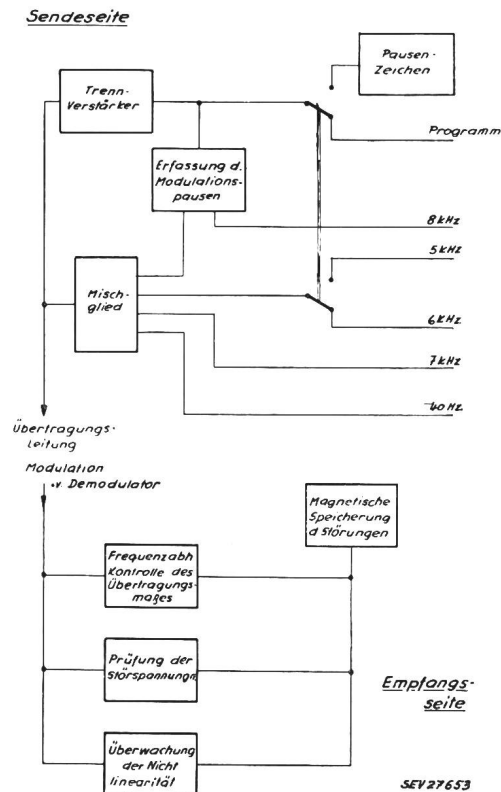 Sendeseite
Pausen-
Zeichen
Trenn-
Verstärker
Programm
Erfassung d.
Modulations-
pausen
8 kHz
5 kHz
Misch-
glied
6 kHz
7 kHz
40 Hz
Übertragungs-
leitung
Modulation
.v. Demodulator
Magnetische
Speicherung
d Störungen
Frequenzabh
Kontrolle des
Übertragungs-
maßes
Prüfung der
Störspannungn
Empfangs-
seite
Überwachung
der Nicht
linearität
SEV 27653